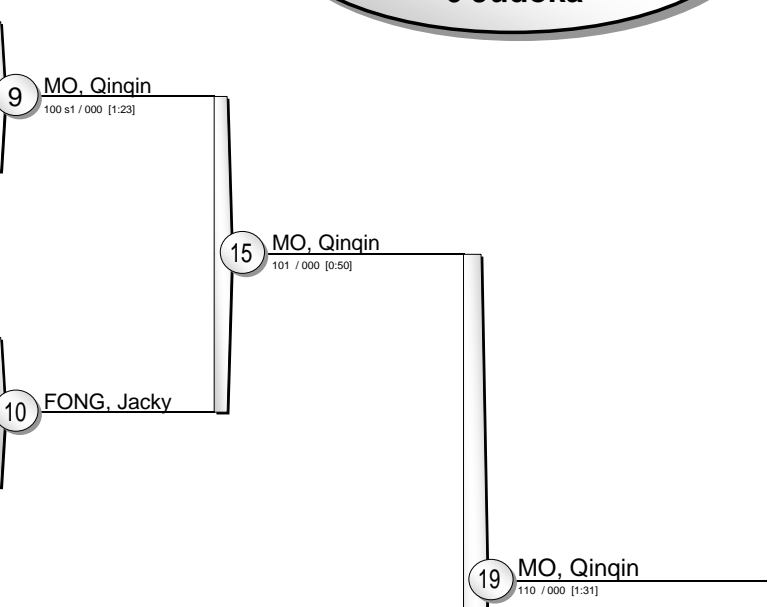 9
MO, Qinqin
100 s1 / 000 [1:23]
15
MO, Qinqin
101 / 000 [0:50]
10
FONG, Jacky
19
MO, Qinqin
110 / 000 [1:31]